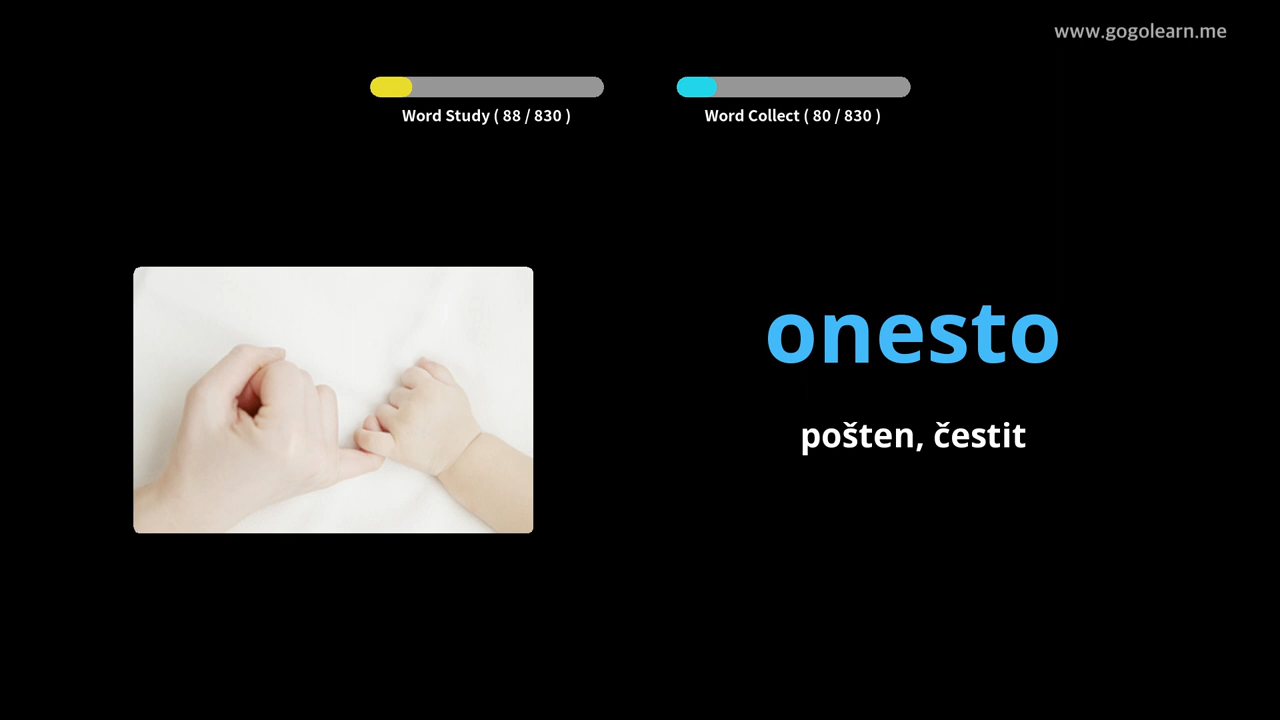 www.gogolearn.me
Word Study ( 88 / 830 )
Word Collect ( 80 / 830 )
onesto
pošten, čestit